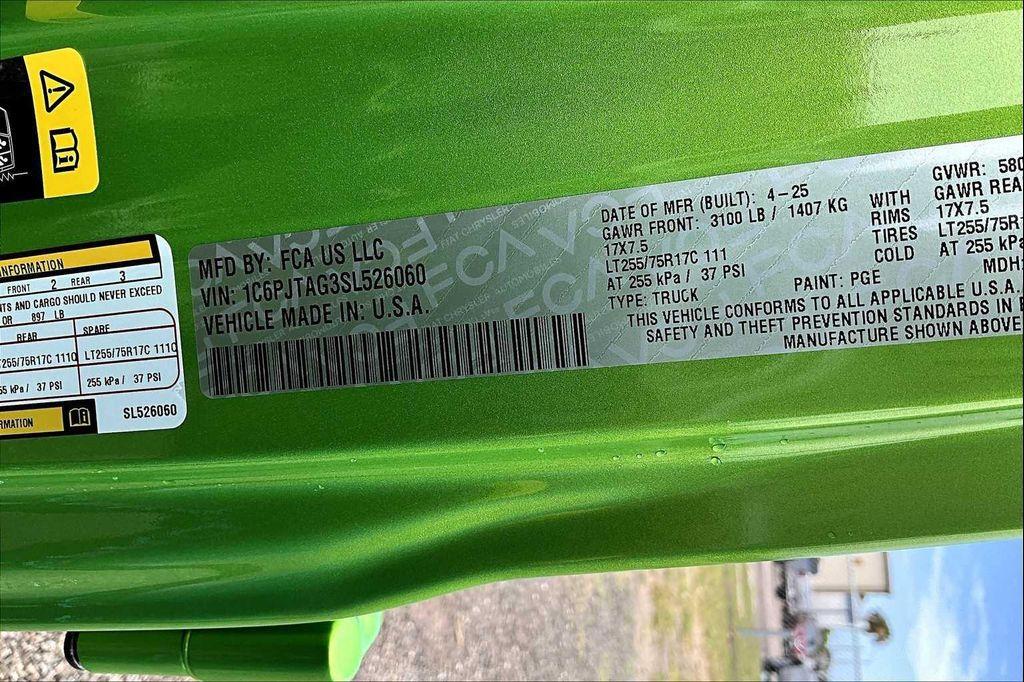 NFORMATION
FRONT 2 REAR 3
NTS AND CARGO SHOULD NEVER EXCEED
OR 897 LB
REAR
SPARE
255/75R17C 111Q
LT255/75R17C 111Q
55 kPa / 37 PSI
255 kPa / 37 PSI
RMATION
SL526060
MFD BY: FCA US LLC
VIN: 1C6PJTAG3SL526060
VEHICLE MADE IN: U.S.A.
DATE OF MFR (BUILT): 4-25
GAWR FRONT: 3100 LB / 1407 KG
17X7.5
LT255/75R17C 111
AT 255 kPa / 37 PSI
TYPE: TRUCK
PAINT: PGE
WITH
RIMS
TIRES
COLD
GVWR: 580
GAWR REA
17X7.5
LT255/75R1
AT 255 kPa
MDH:
THIS VEHICLE CONFORMS TO ALL APPLICABLE U.S.A.
SAFETY AND THEFT PREVENTION STANDARDS IN
MANUFACTURE SHOWN ABOVE